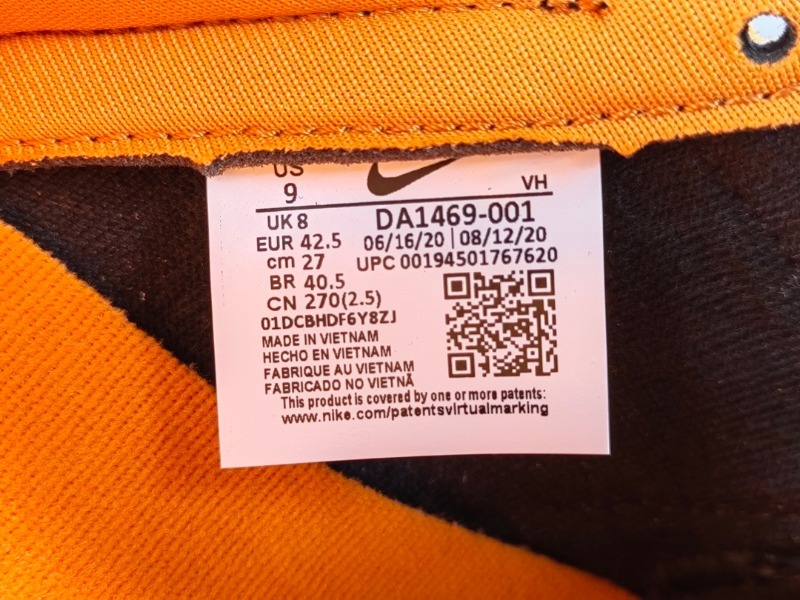 US
9
VH
UK 8
DA1469-001
EUR 42.5
06/16/20 | 08/12/20
cm 27
UPC 00194501767620
BR 40.5
CN 270(2.5)
01DCBHDF6Y8ZJ
MADE IN VIETNAM
HECHO EN VIETNAM
FABRIQUE AU VIETNAM
FABRICADO NO VIETNÃ
This product is covered by one or more patents:
www.nike.com/patentsvirtualmarking